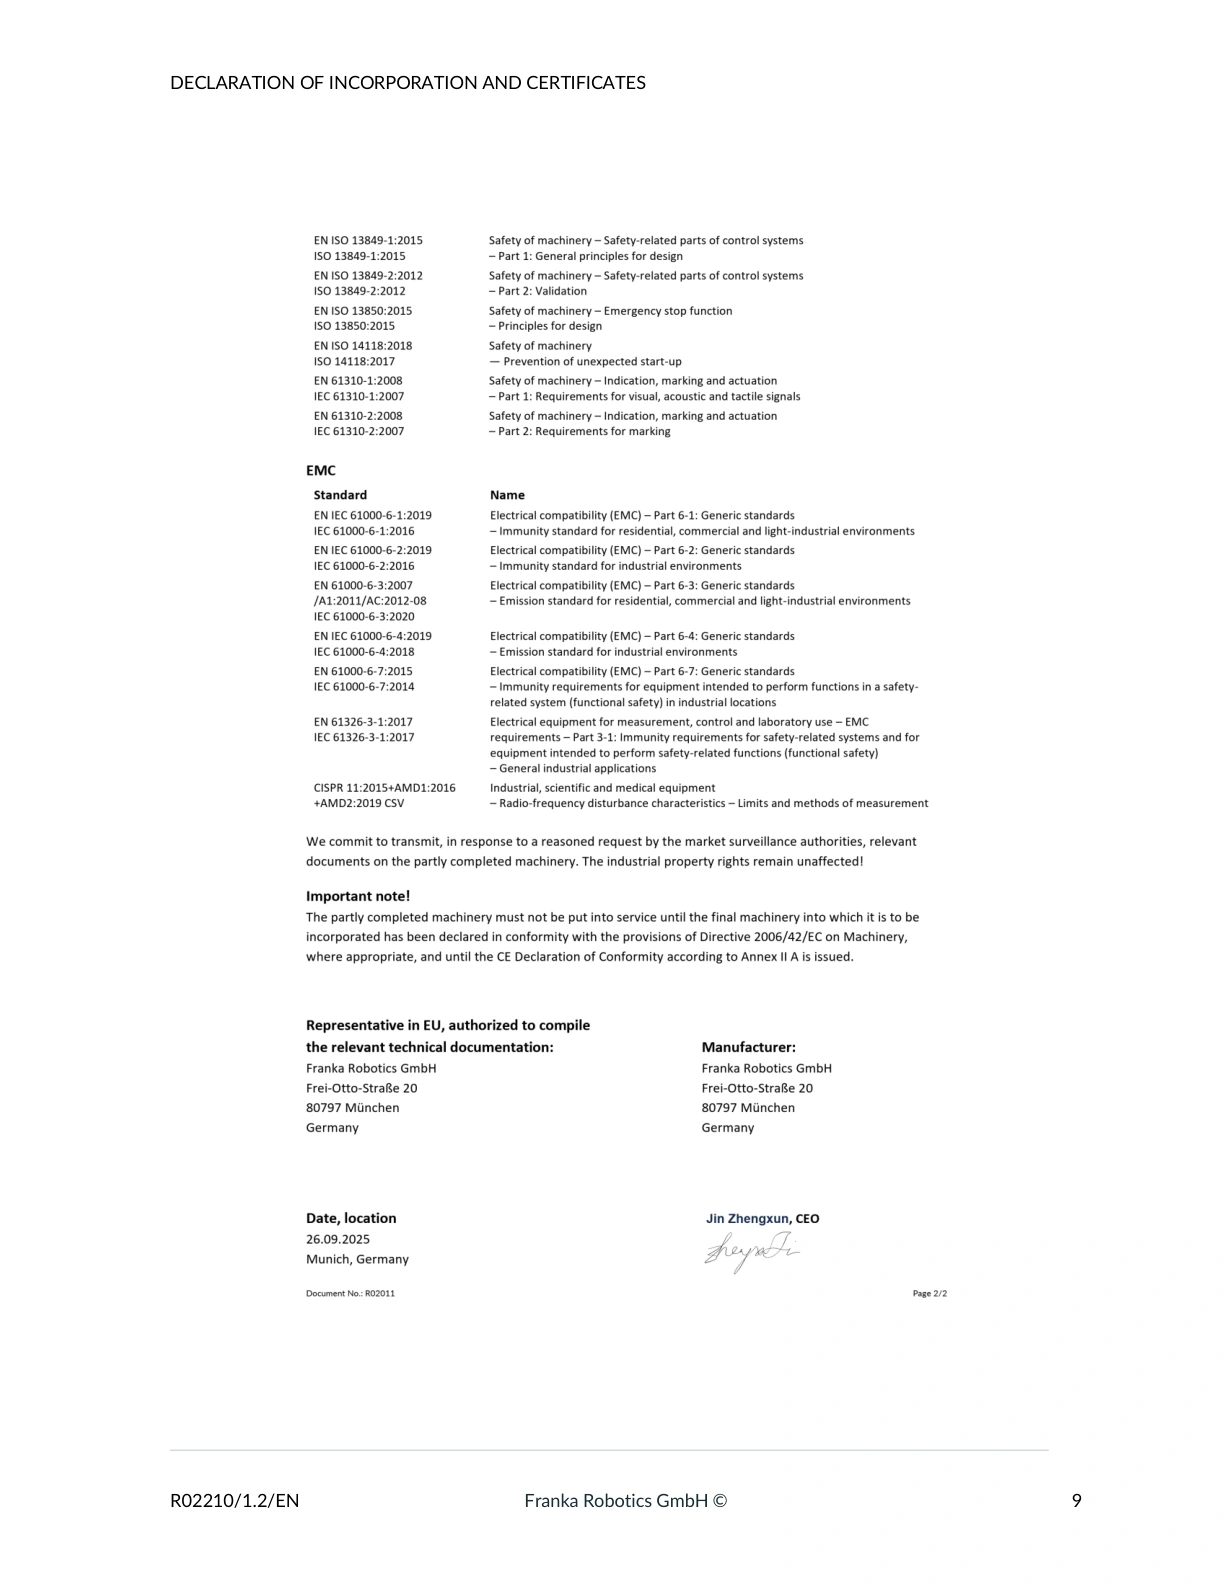 DECLARATION OF INCORPORATION AND CERTIFICATES
EN ISO 13849-1:2015 Safety of machinery – Safety-related parts of control systems
ISO 13849-1:2015 – Part 1: General principles for design
EN ISO 13849-2:2012 Safety of machinery – Safety-related parts of control systems
ISO 13849-2:2012 – Part 2: Validation
EN ISO 13850:2015 Safety of machinery – Emergency stop function
ISO 13850:2015 – Principles for design
EN ISO 14118:2018 Safety of machinery
ISO 14118:2017 — Prevention of unexpected start-up
EN 61310-1:2008 Safety of machinery – Indication, marking and actuation
IEC 61310-1:2007 – Part 1: Requirements for visual, acoustic and tactile signals
EN 61310-2:2008 Safety of machinery – Indication, marking and actuation
IEC 61310-2:2007 – Part 2: Requirements for marking
EMC
Standard Name
EN IEC 61000-6-1:2019 Electrical compatibility (EMC) – Part 6-1: Generic standards
IEC 61000-6-1:2016 – Immunity standard for residential, commercial and light-industrial environments
EN IEC 61000-6-2:2019 Electrical compatibility (EMC) – Part 6-2: Generic standards
IEC 61000-6-2:2016 – Immunity standard for industrial environments
EN 61000-6-3:2007 Electrical compatibility (EMC) – Part 6-3: Generic standards
/A1:2011/AC:2012-08 – Emission standard for residential, commercial and light-industrial environments
IEC 61000-6-3:2020
EN IEC 61000-6-4:2019 Electrical compatibility (EMC) – Part 6-4: Generic standards
IEC 61000-6-4:2018 – Emission standard for industrial environments
EN 61000-6-7:2015 Electrical compatibility (EMC) – Part 6-7: Generic standards
IEC 61000-6-7:2014 – Immunity requirements for equipment intended to perform functions in a safety-
related system (functional safety) in industrial locations
EN 61326-3-1:2017 Electrical equipment for measurement, control and laboratory use – EMC
IEC 61326-3-1:2017 requirements – Part 3-1: Immunity requirements for safety-related systems and for
equipment intended to perform safety-related functions (functional safety)
– General industrial applications
CISPR 11:2015+AMD1:2016 Industrial, scientific and medical equipment
+AMD2:2019 CSV – Radio-frequency disturbance characteristics – Limits and methods of measurement
We commit to transmit, in response to a reasoned request by the market surveillance authorities, relevant
documents on the partly completed machinery. The industrial property rights remain unaffected!
Important note!
The partly completed machinery must not be put into service until the final machinery into which it is to be
incorporated has been declared in conformity with the provisions of Directive 2006/42/EC on Machinery,
where appropriate, and until the CE Declaration of Conformity according to Annex II A is issued.
Representative in EU, authorized to compile
the relevant technical documentation: Manufacturer:
Franka Robotics GmbH Franka Robotics GmbH
Frei-Otto-Straße 20 Frei-Otto-Straße 20
80797 München 80797 München
Germany Germany
Date, location Jin Zhengxun, CEO
26.09.2025
Munich, Germany
Document No.: R02011 Page 2/2
R02210/1.2/EN Franka Robotics GmbH © 9